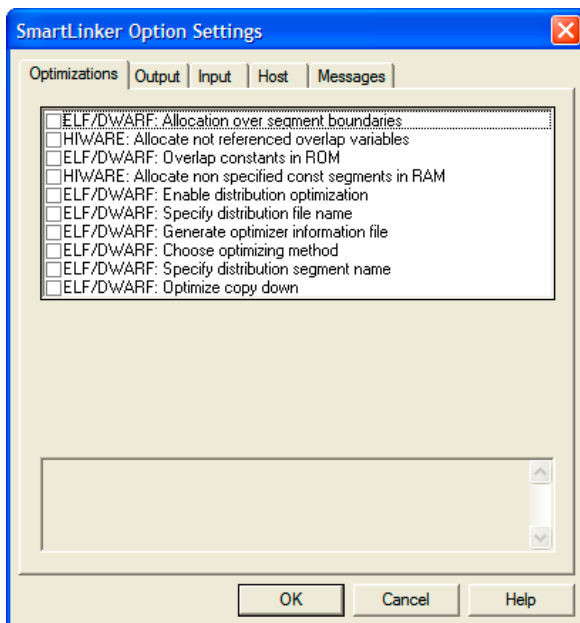 SmartLinker Option Settings
Optimizations Output Input Host Messages
ELF/DWARF: Allocation over segment boundaries
HIWARE: Allocate not referenced overlap variables
ELF/DWARF: Overlap constants in ROM
HIWARE: Allocate non specified const segments in RAM
ELF/DWARF: Enable distribution optimization
ELF/DWARF: Specify distribution file name
ELF/DWARF: Generate optimizer information file
ELF/DWARF: Choose optimizing method
ELF/DWARF: Specify distribution segment name
ELF/DWARF: Optimize copy down
OK Cancel Help